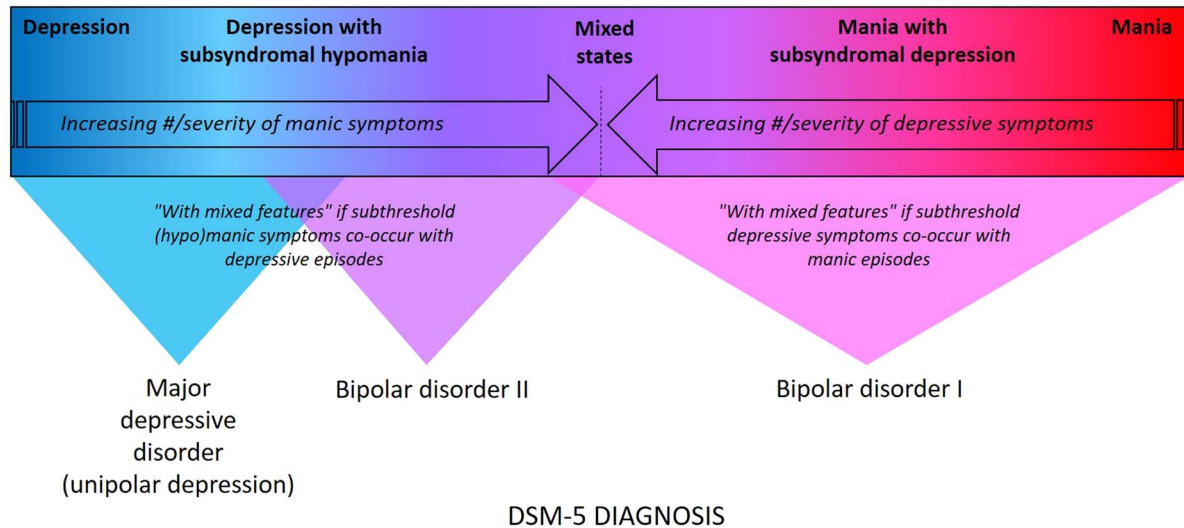 Depression
Depression with
subsyndromal hypomania
Mixed
states
Mania with
subsyndromal depression
Mania
Increasing #/severity of manic symptoms
Increasing #/severity of depressive symptoms
"With mixed features" if subthreshold
(hypo)manic symptoms co-occur with
depressive episodes
"With mixed features" if subthreshold
depressive symptoms co-occur with
manic episodes
Major
depressive
disorder
(unipolar depression)
Bipolar disorder II
Bipolar disorder I
DSM-5 DIAGNOSIS